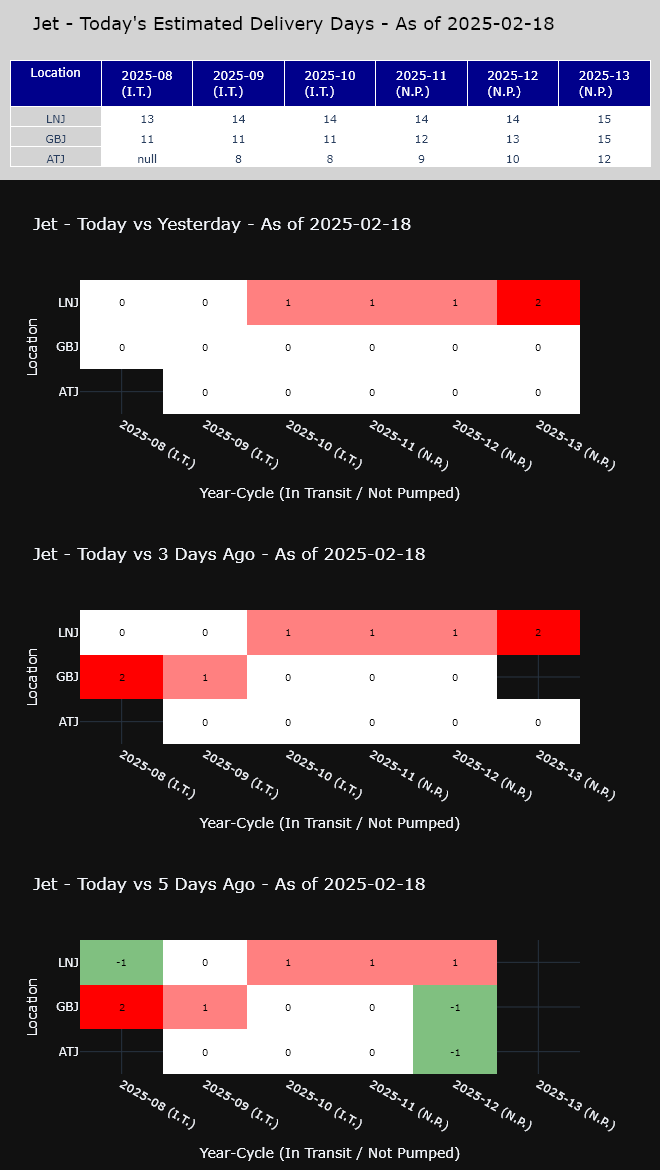 Jet - Today's Estimated Delivery Days - As of 2025-02-18
Location 2025-08 (I.T.) 2025-09 (I.T.) 2025-10 (I.T.) 2025-11 (N.P.) 2025-12 (N.P.) 2025-13 (N.P.)
LNJ 13 14 14 14 14 15
GBJ 11 11 11 12 13 15
ATJ null 8 8 9 10 12
Jet - Today vs Yesterday - As of 2025-02-18
Location
LNJ 0 0 1 1 1 2
GBJ 0 0 0 0 0 0
ATJ 0 0 0 0 0
2025-08 (I.T.) 2025-09 (I.T.) 2025-10 (I.T.) 2025-11 (N.P.) 2025-12 (N.P.) 2025-13 (N.P.)
Year-Cycle (In Transit / Not Pumped)
Jet - Today vs 3 Days Ago - As of 2025-02-18
Location
LNJ 0 0 1 1 1 2
GBJ 2 1 0 0 0
ATJ 0 0 0 0 0
2025-08 (I.T.) 2025-09 (I.T.) 2025-10 (I.T.) 2025-11 (N.P.) 2025-12 (N.P.) 2025-13 (N.P.)
Year-Cycle (In Transit / Not Pumped)
Jet - Today vs 5 Days Ago - As of 2025-02-18
Location
LNJ -1 0 1 1 1
GBJ 2 1 0 0 -1
ATJ 0 0 0 -1
2025-08 (I.T.) 2025-09 (I.T.) 2025-10 (I.T.) 2025-11 (N.P.) 2025-12 (N.P.) 2025-13 (N.P.)
Year-Cycle (In Transit / Not Pumped)